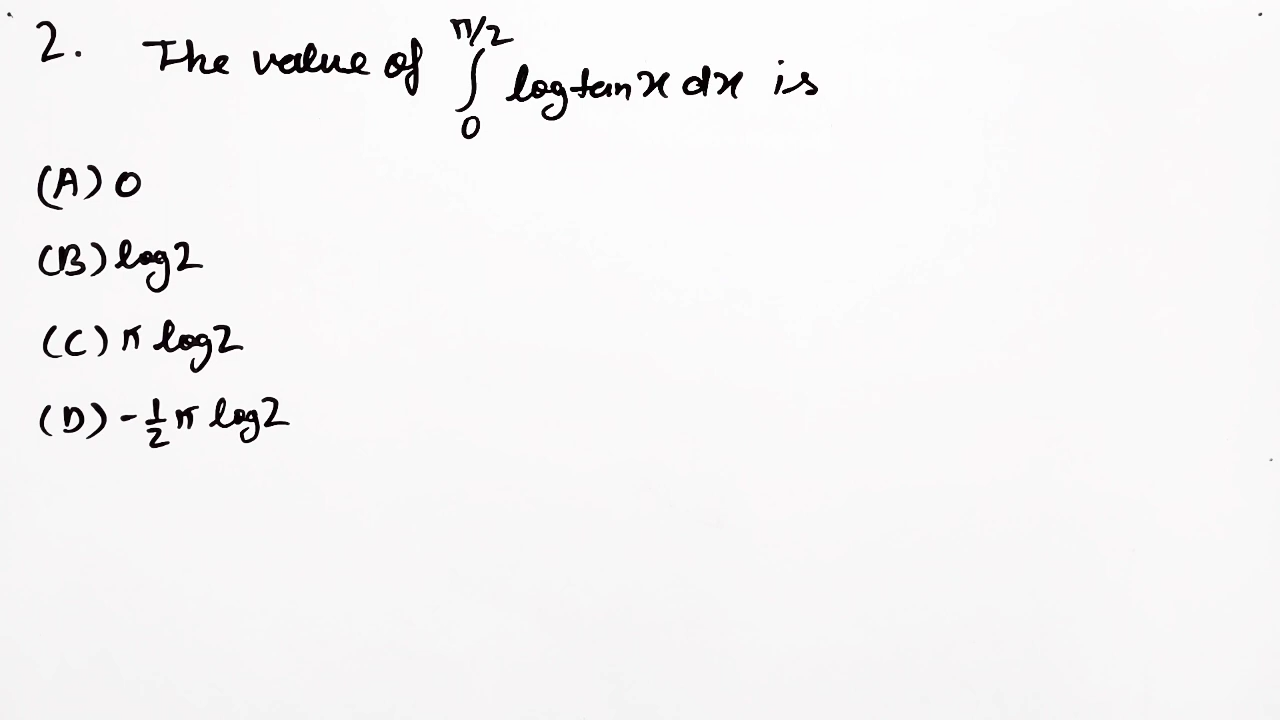 2. The value of ∫₀^{π/2} log tan x dx is
(A) 0
(B) log 2
(C) π log 2
(D) -½ π log 2